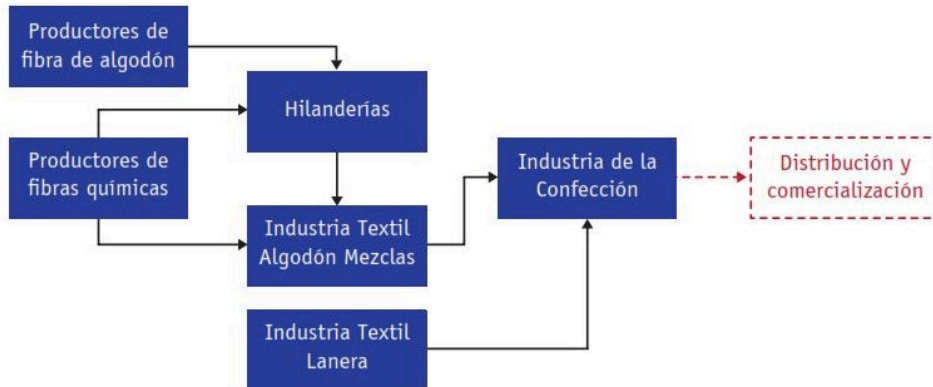 Productores de
fibra de algodón
Hilanderías
Productores de
fibras químicas
Industria de la
Confección
Distribución y
comercialización
Industria Textil
Algodón Mezclas
Industria Textil
Lanera